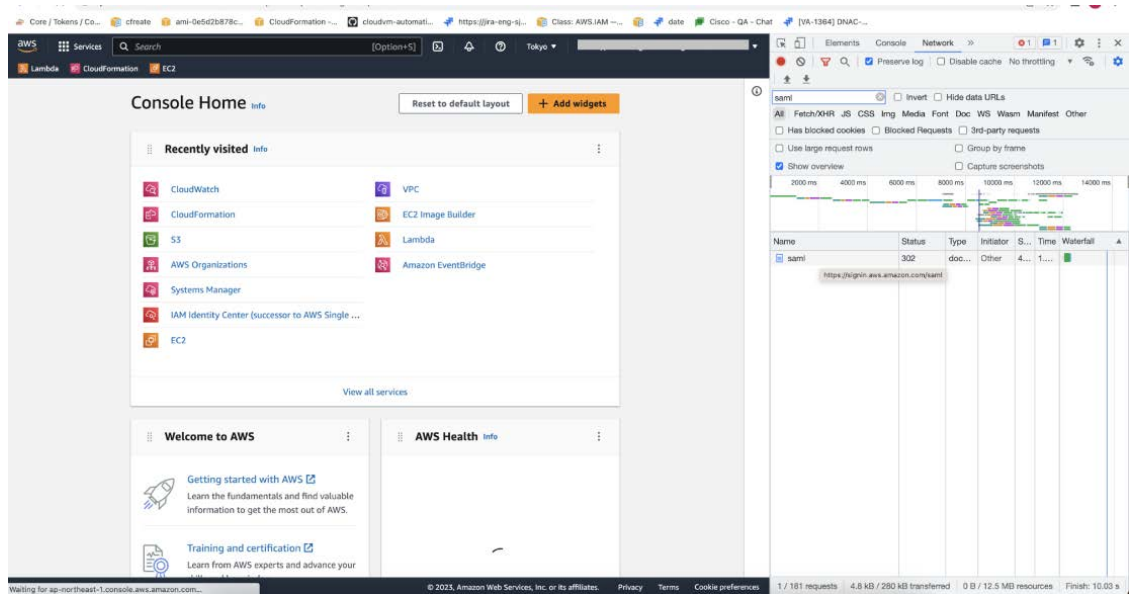 Core / Tokens / Co... cfreate ami-0e5d2b878c... CloudFormation -... cloudvm-automati... https://jira-eng-sj... Class: AWS.IAM —... date Cisco - QA - Chat [VA-1364] DNAC-...
aws Services Search [Option+S] Tokyo
Lambda CloudFormation EC2
Console Home Info
Reset to default layout
+ Add widgets
Recently visited Info
CloudWatch
CloudFormation
S3
AWS Organizations
Systems Manager
IAM Identity Center (successor to AWS Single ...
EC2
VPC
EC2 Image Builder
Lambda
Amazon EventBridge
View all services
Welcome to AWS
Getting started with AWS
Learn the fundamentals and find valuable
information to get the most out of AWS.
Training and certification
Learn from AWS experts and advance your
AWS Health Info
Waiting for ap-northeast-1.console.aws.amazon.com...
© 2023, Amazon Web Services, Inc. or its affiliates. Privacy Terms Cookie preferences
Elements Console Network » 1 1
Preserve log Disable cache No throttling
saml Invert Hide data URLs
All Fetch/XHR JS CSS Img Media Font Doc WS Wasm Manifest Other
Has blocked cookies Blocked Requests 3rd-party requests
Use large request rows Group by frame
Show overview Capture screenshots
2000 ms 4000 ms 6000 ms 8000 ms 10000 ms 12000 ms 14000 ms
Name Status Type Initiator S... Time Waterfall
saml 302 doc... Other 4... 1....
https://signin.aws.amazon.com/saml
1 / 181 requests 4.8 kB / 280 kB transferred 0 B / 12.5 MB resources Finish: 10.03 s